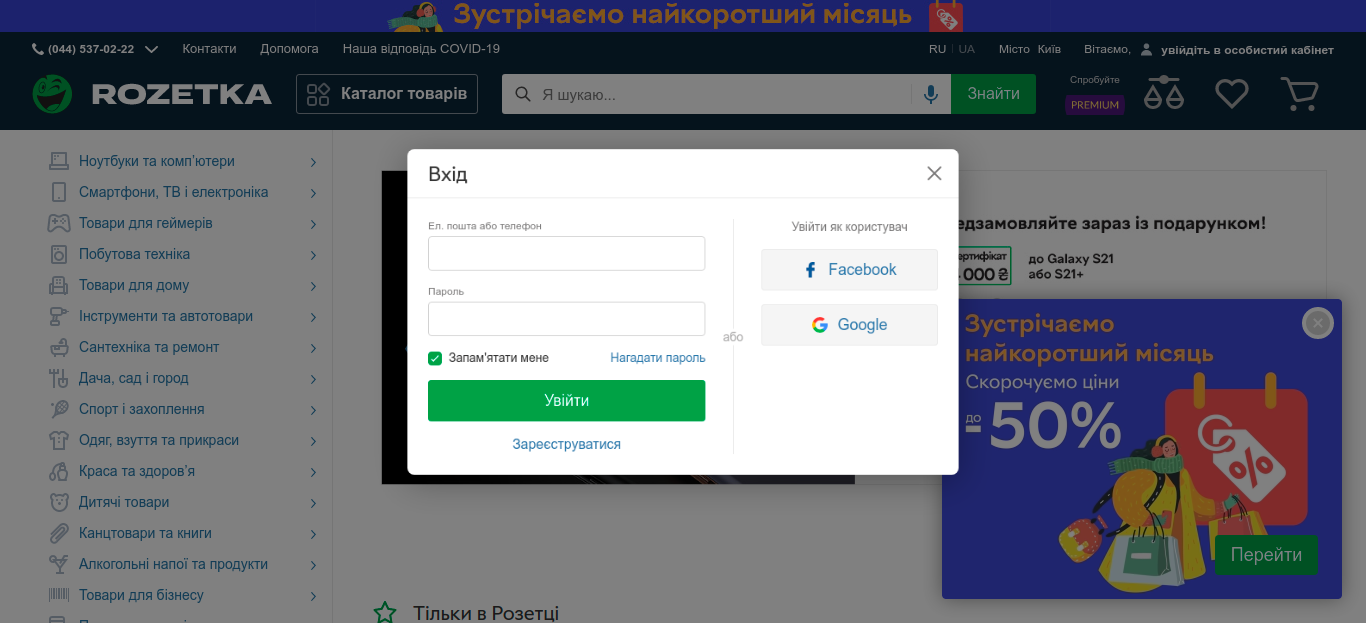 Зустрічаємо найкоротший місяць
(044) 537-02-22
Контакти
Допомога
Наша відповідь COVID-19
RU | UA
Місто Київ
Вітаємо, увійдіть в особистий кабінет
ROZETKA
Каталог товарів
Я шукаю...
Знайти
Спробуйте
PREMIUM
Ноутбуки та комп'ютери
Смартфони, ТВ і електроніка
Товари для геймерів
Побутова техніка
Товари для дому
Інструменти та автотовари
Сантехніка та ремонт
Дача, сад і город
Спорт і захоплення
Одяг, взуття та прикраси
Краса та здоров'я
Дитячі товари
Канцтовари та книги
Алкогольні напої та продукти
Товари для бізнесу
Вхід
Ел. пошта або телефон
Пароль
Запам'ятати мене
Нагадати пароль
Увійти
Зареєструватися
або
Увійти як користувач
Facebook
Google
едзамовляйте зараз із подарунком!
ертифікат
000 ₴
до Galaxy S21
або S21+
Зустрічаємо
найкоротший місяць
Скорочуємо ціни
до
-50%
%
Перейти
Тільки в Розетці